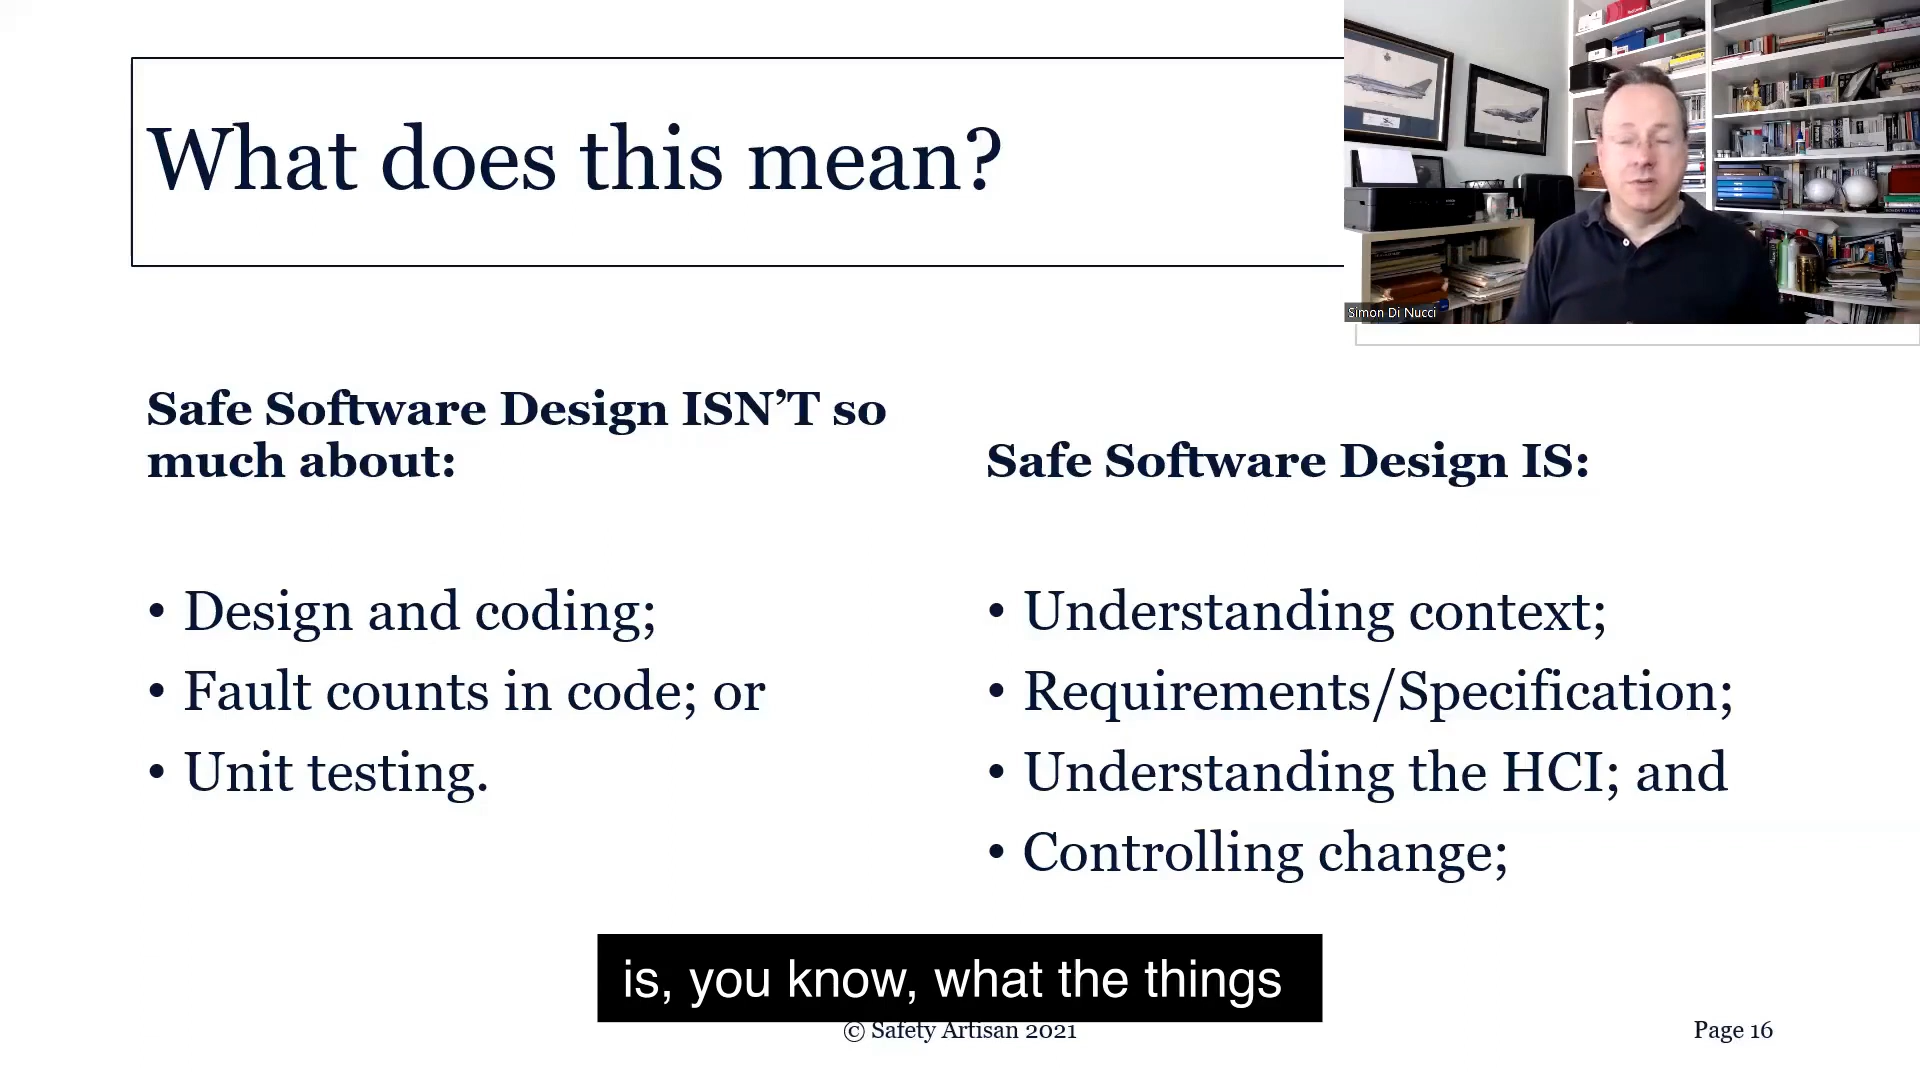 What does this mean?
Simon Di Nucci
Safe Software Design ISN’T so
much about:
• Design and coding;
• Fault counts in code; or
• Unit testing.
Safe Software Design IS:
• Understanding context;
• Requirements/Specification;
• Understanding the HCI; and
• Controlling change;
is, you know, what the things
© Safety Artisan 2021
Page 16